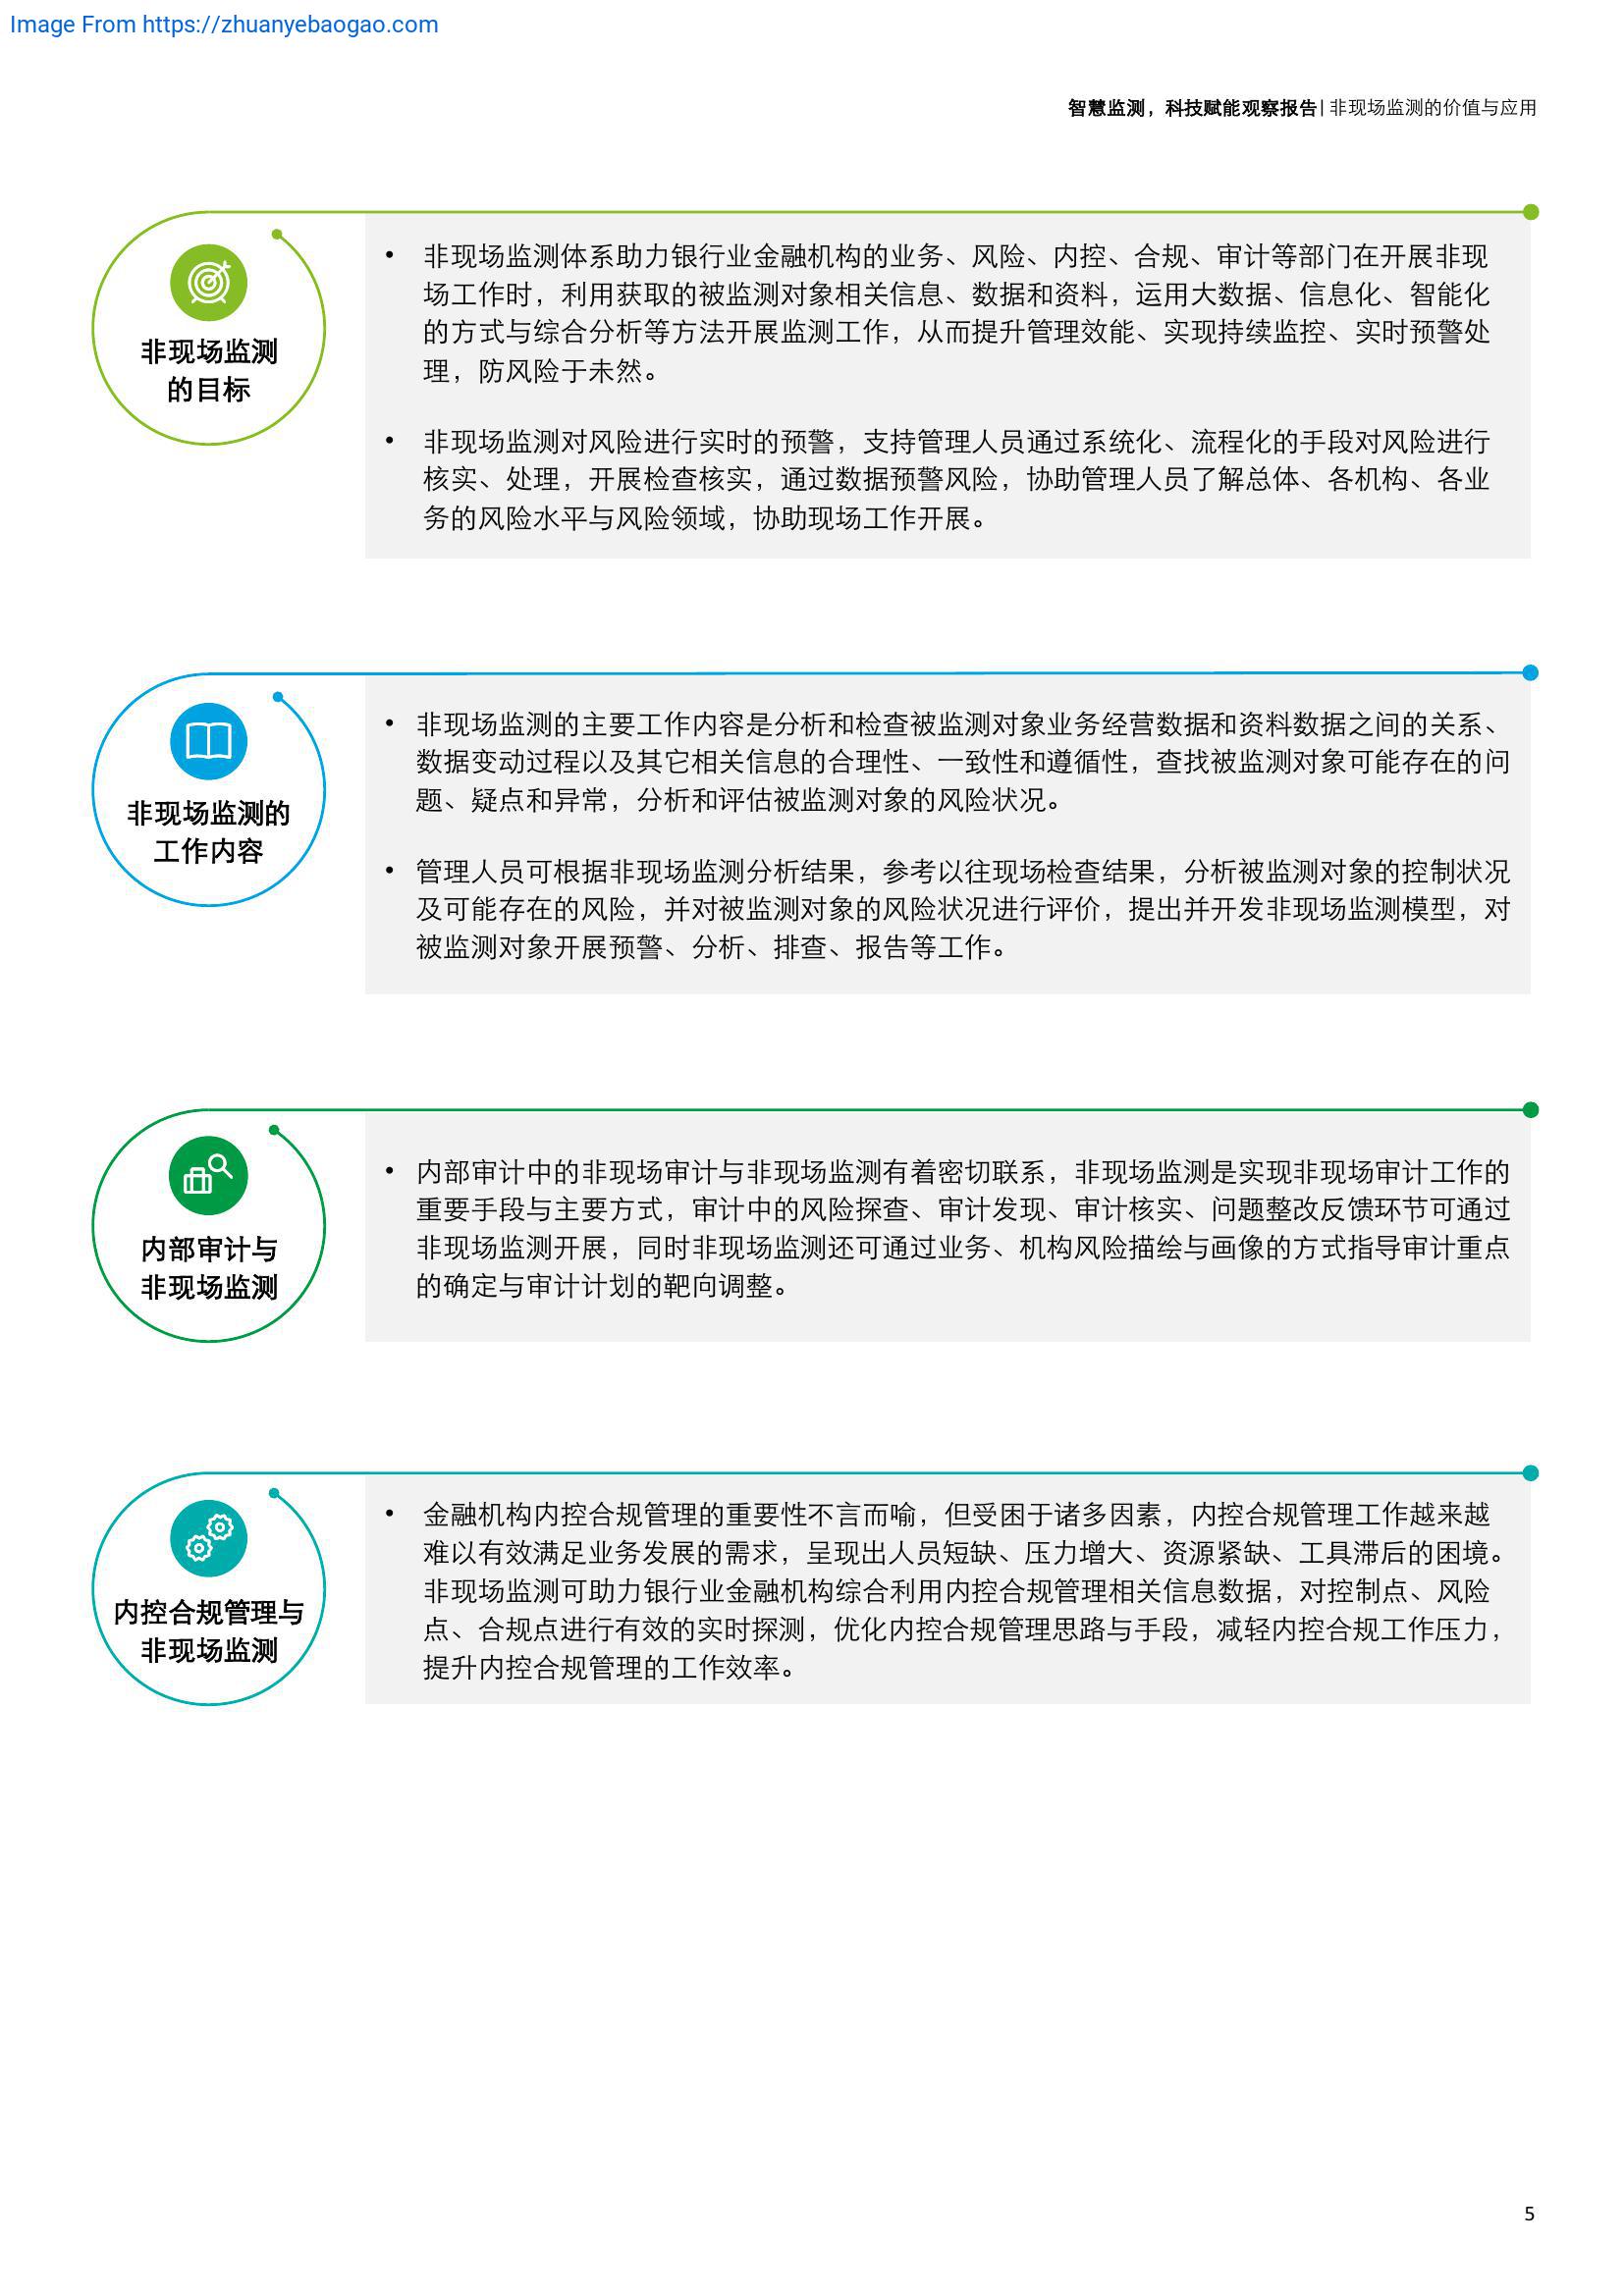 Image From https://zhuanyebaogao.com
智慧监测，科技赋能观察报告| 非现场监测的价值与应用
非现场监测
的目标
• 非现场监测体系助力银行业金融机构的业务、风险、内控、合规、审计等部门在开展非现
场工作时，利用获取的被监测对象相关信息、数据和资料，运用大数据、信息化、智能化
的方式与综合分析等方法开展监测工作，从而提升管理效能、实现持续监控、实时预警处
理，防风险于未然。
• 非现场监测对风险进行实时的预警，支持管理人员通过系统化、流程化的手段对风险进行
核实、处理，开展检查核实，通过数据预警风险，协助管理人员了解总体、各机构、各业
务的风险水平与风险领域，协助现场工作开展。
非现场监测的
工作内容
• 非现场监测的主要工作内容是分析和检查被监测对象业务经营数据和资料数据之间的关系、
数据变动过程以及其它相关信息的合理性、一致性和遵循性，查找被监测对象可能存在的问
题、疑点和异常，分析和评估被监测对象的风险状况。
• 管理人员可根据非现场监测分析结果，参考以往现场检查结果，分析被监测对象的控制状况
及可能存在的风险，并对被监测对象的风险状况进行评价，提出并开发非现场监测模型，对
被监测对象开展预警、分析、排查、报告等工作。
内部审计与
非现场监测
• 内部审计中的非现场审计与非现场监测有着密切联系，非现场监测是实现非现场审计工作的
重要手段与主要方式，审计中的风险探查、审计发现、审计核实、问题整改反馈环节可通过
非现场监测开展，同时非现场监测还可通过业务、机构风险描绘与画像的方式指导审计重点
的确定与审计计划的靶向调整。
内控合规管理与
非现场监测
• 金融机构内控合规管理的重要性不言而喻，但受困于诸多因素，内控合规管理工作越来越
难以有效满足业务发展的需求，呈现出人员短缺、压力增大、资源紧缺、工具滞后的困境。
非现场监测可助力银行业金融机构综合利用内控合规管理相关信息数据，对控制点、风险
点、合规点进行有效的实时探测，优化内控合规管理思路与手段，减轻内控合规工作压力，
提升内控合规管理的工作效率。
5